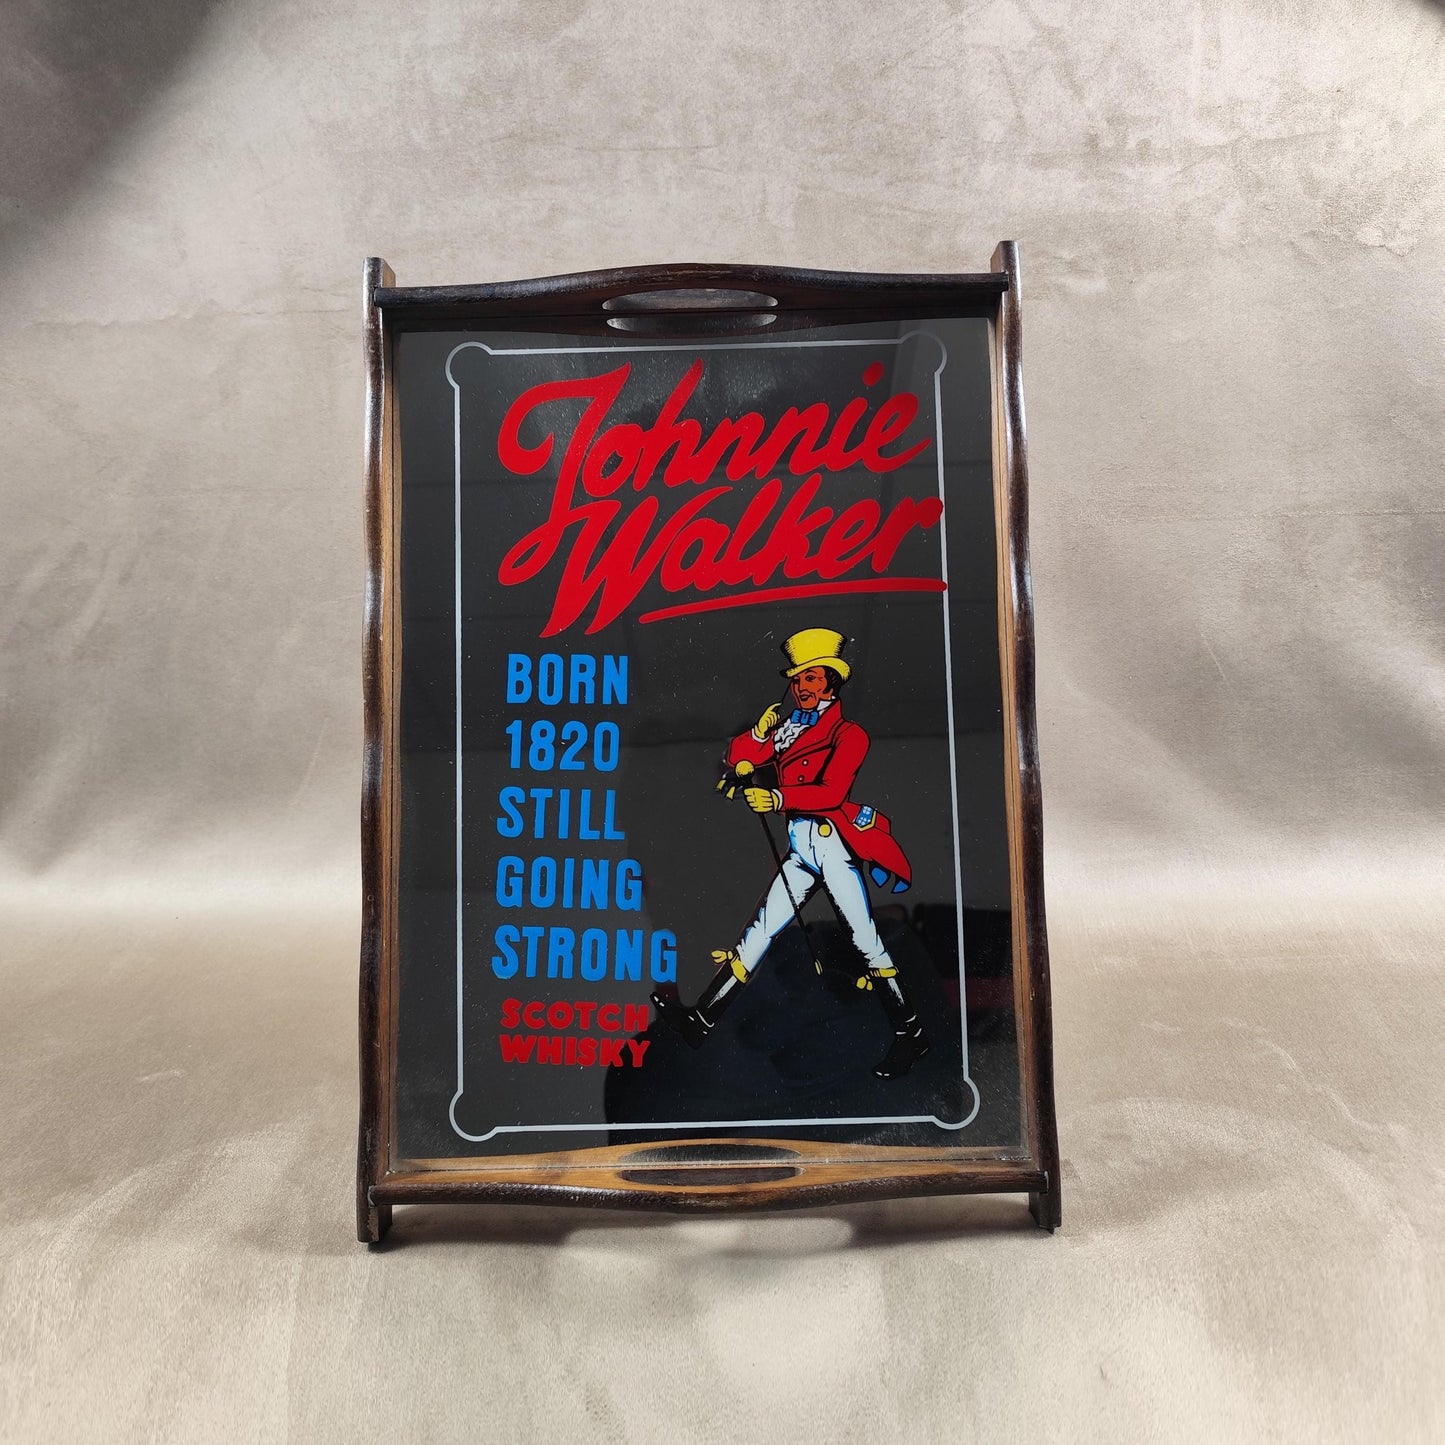 Johnnie
Walker
BORN
1820
STILL
GOING
STRONG
SCOTCH
WHISKY